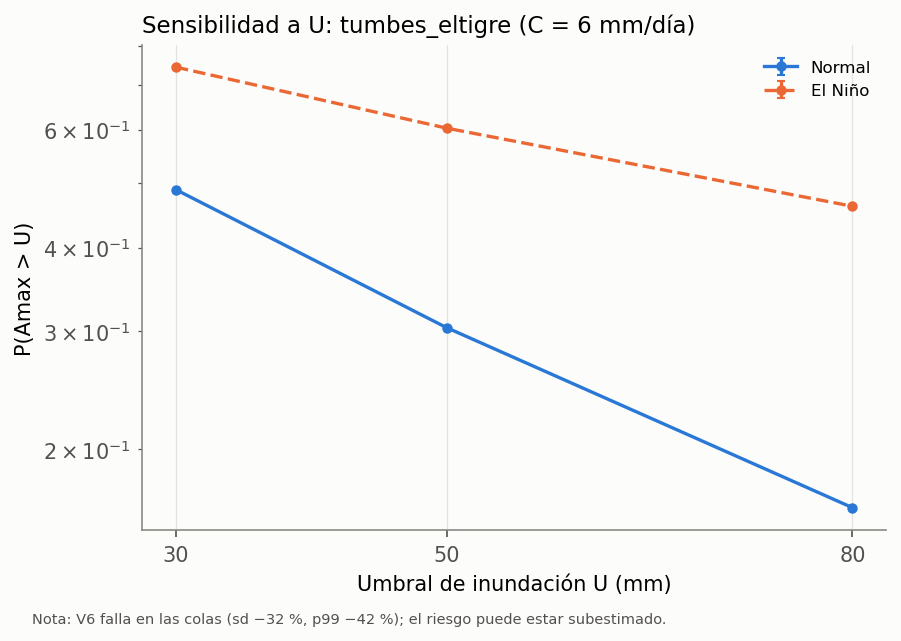 Sensibilidad a U: tumbes_eltigre (C = 6 mm/día)
Normal
El Niño
6 × 10⁻¹
4 × 10⁻¹
3 × 10⁻¹
2 × 10⁻¹
P(Amax > U)
30 50 80
Umbral de inundación U (mm)
Nota: V6 falla en las colas (sd −32 %, p99 −42 %); el riesgo puede estar subestimado.